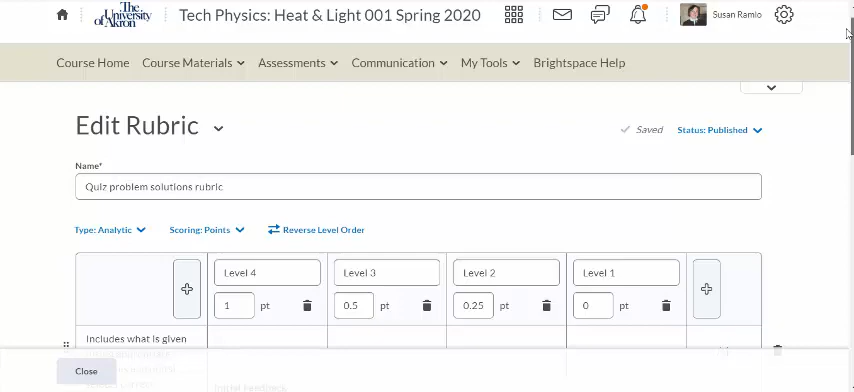 The University of Akron
Tech Physics: Heat & Light 001 Spring 2020
Susan Ramlo
Course Home Course Materials Assessments Communication My Tools Brightspace Help
Edit Rubric
Saved Status: Published
Name*
Quiz problem solutions rubric
Type: Analytic Scoring: Points Reverse Level Order
Level 4 Level 3 Level 2 Level 1
1 pt 0.5 pt 0.25 pt 0 pt
Includes what is given
Close
Initial Feedback